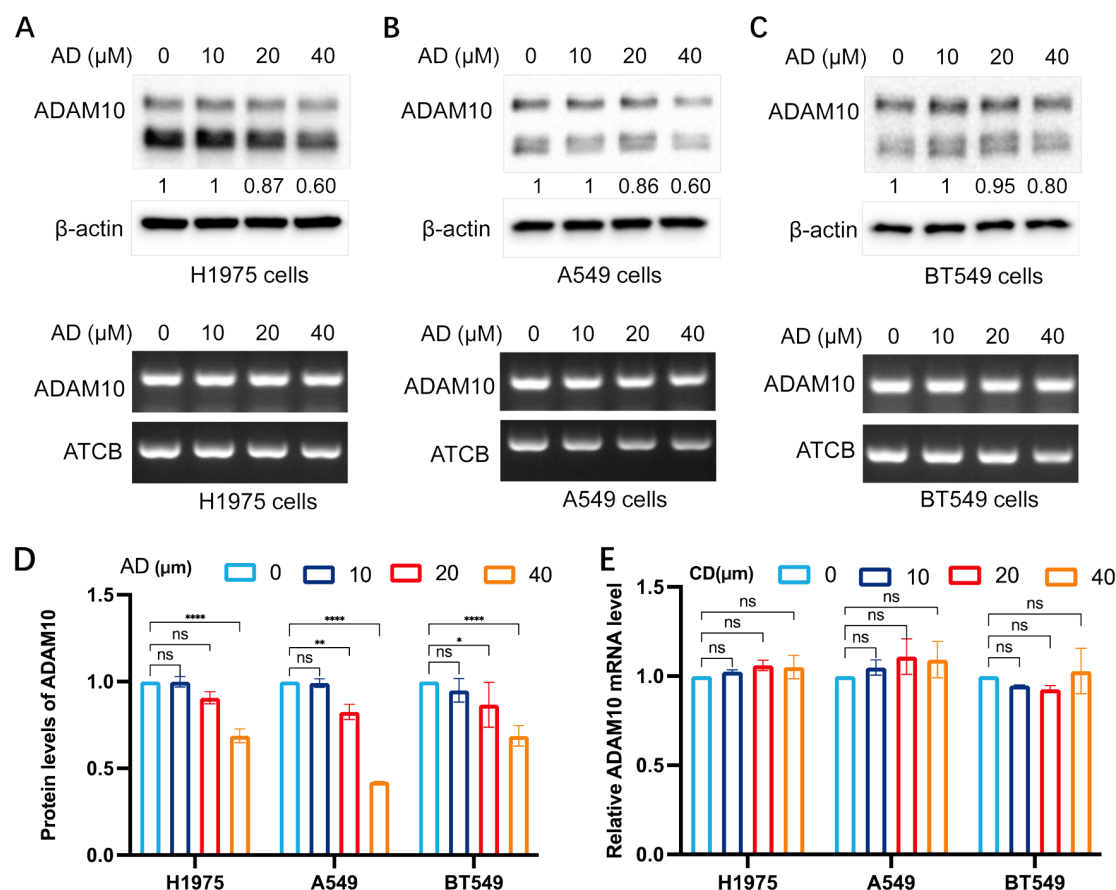 A
AD (μM) 0 10 20 40
ADAM10
1 1 0.87 0.60
β-actin
H1975 cells
AD (μM) 0 10 20 40
ADAM10
ATCB
H1975 cells
B
AD (μM) 0 10 20 40
ADAM10
1 1 0.86 0.60
β-actin
A549 cells
AD (μM) 0 10 20 40
ADAM10
ATCB
A549 cells
C
AD (μM) 0 10 20 40
ADAM10
1 1 0.95 0.80
β-actin
BT549 cells
AD (μM) 0 10 20 40
ADAM10
ATCB
BT549 cells
D
AD (μm) 0 10 20 40
Protein levels of ADAM10
1.5
1.0
0.5
0.0
****
ns
ns
****
**
ns
****
*
ns
H1975 A549 BT549
E
CD(μm) 0 10 20 40
Relative ADAM10 mRNA level
1.5
1.0
0.5
0.0
ns
ns
ns
ns
ns
ns
ns
ns
ns
H1975 A549 BT549